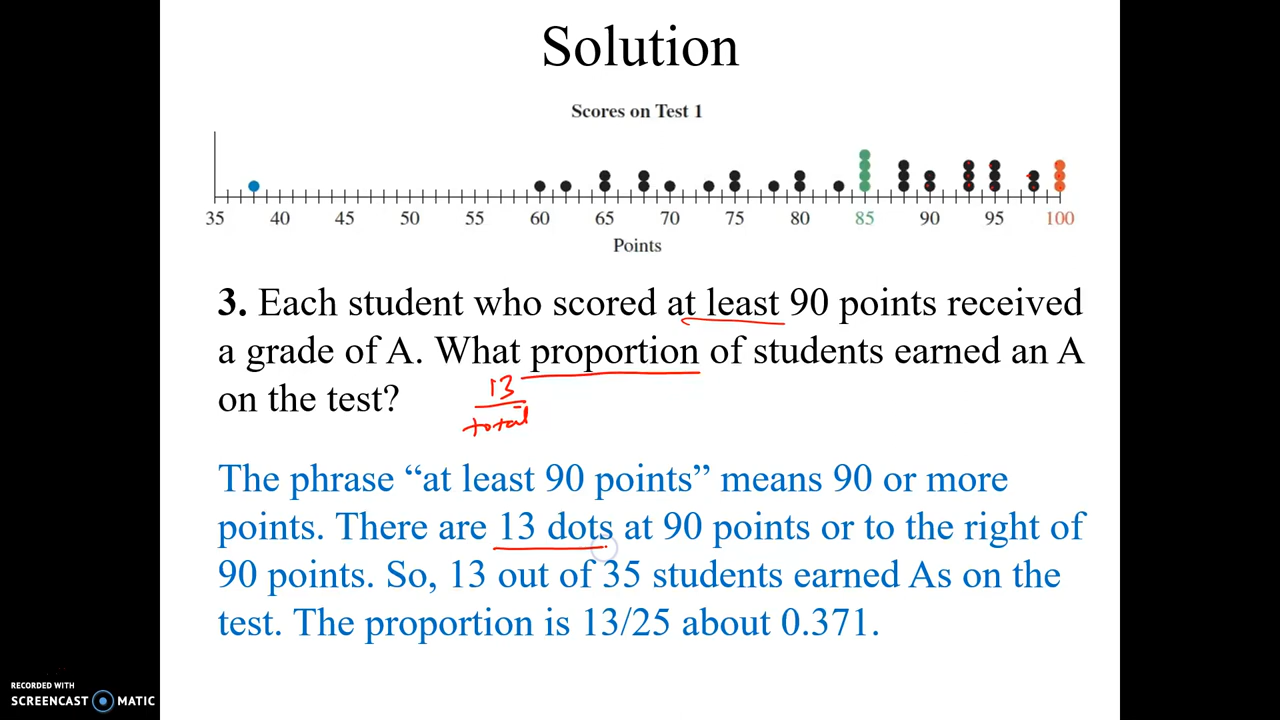 Solution
Scores on Test 1
35 40 45 50 55 60 65 70 75 80 85 90 95 100
Points
3. Each student who scored at least 90 points received
a grade of A. What proportion of students earned an A
on the test?
13
total
The phrase “at least 90 points” means 90 or more
points. There are 13 dots at 90 points or to the right of
90 points. So, 13 out of 35 students earned As on the
test. The proportion is 13/25 about 0.371.
RECORDED WITH
SCREENCAST MATIC